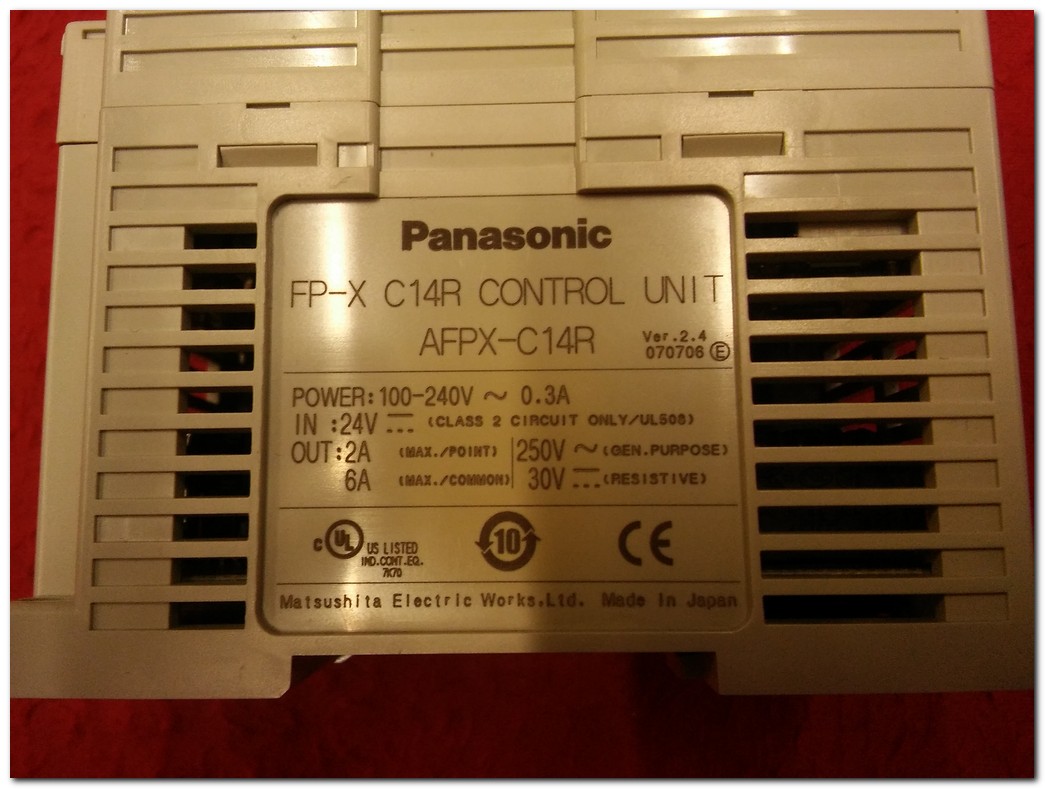 Panasonic
FP-X C14R CONTROL UNIT
AFPX-C14R
Ver.2.4
070706 Ⓔ
POWER:100-240V ~ 0.3A
IN :24V ⎓ (CLASS 2 CIRCUIT ONLY/UL508)
OUT:2A (MAX./POINT) 250V ~ (GEN.PURPOSE)
6A (MAX./COMMON) 30V ⎓ (RESISTIVE)
c UL US LISTED
IND.CONT.EQ.
7K70
10
CE
Matsushita Electric Works,Ltd. Made in Japan